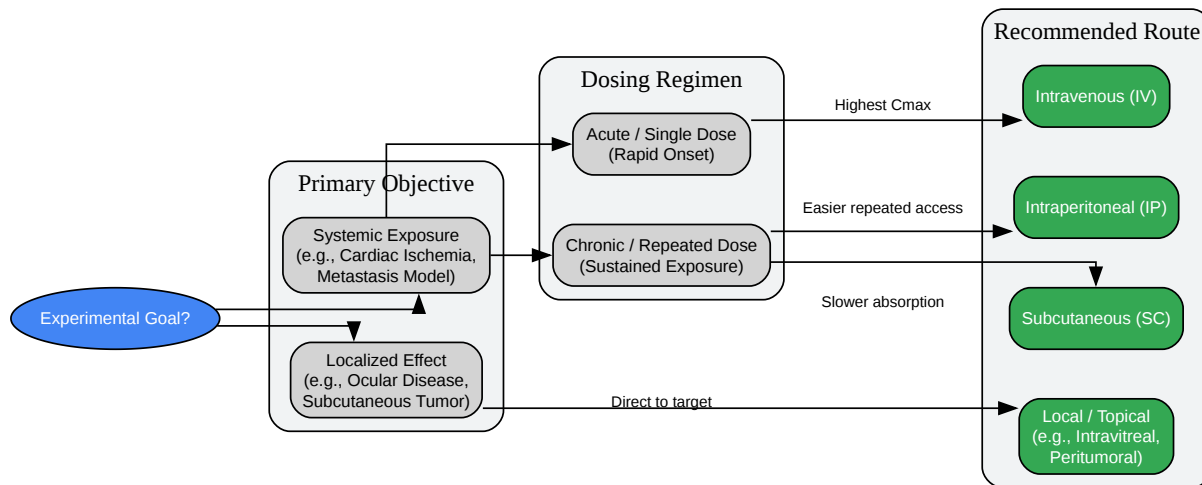 Recommended Route
Dosing Regimen
Intravenous (IV)
Highest Cmax
Acute / Single Dose
(Rapid Onset)
Primary Objective
Easier repeated access
Intraperitoneal (IP)
Systemic Exposure
(e.g., Cardiac Ischemia,
Metastasis Model)
Chronic / Repeated Dose
(Sustained Exposure)
Slower absorption
Experimental Goal?
Subcutaneous (SC)
Localized Effect
(e.g., Ocular Disease,
Subcutaneous Tumor)
Direct to target
Local / Topical
(e.g., Intravitreal,
Peritumoral)